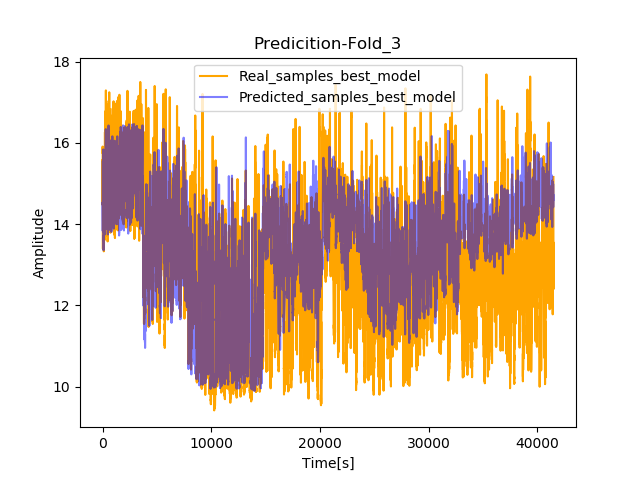 Predicition-Fold_3
Real_samples_best_model
Predicted_samples_best_model
18
16
14
12
10
Amplitude
0
10000
20000
30000
40000
Time[s]